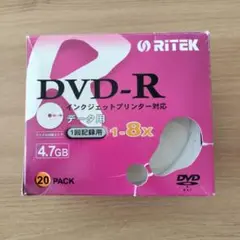 RITEK
DVD-R
インクジェットプリンター対応
データ用
1回記録用
1-8X
4.7GB
20 PACK
DVD